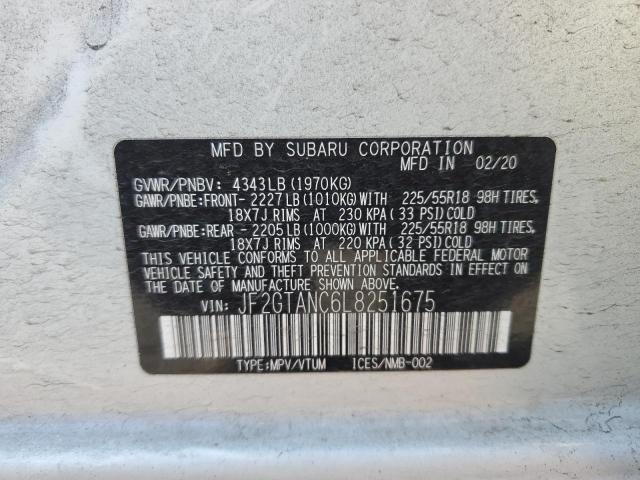 MFD BY SUBARU CORPORATION
MFD IN 02/20
GVWR/PNBV: 4343LB(1970KG)
GAWR/PNBE:FRONT- 2227LB(1010KG)WITH 225/55R18 98H TIRES,
18X7J RIMS AT 230 KPA(33 PSI)COLD
GAWR/PNBE:REAR - 2205LB(1000KG)WITH 225/55R18 98H TIRES,
18X7J RIMS AT 220 KPA(32 PSI)COLD
THIS VEHICLE CONFORMS TO ALL APPLICABLE FEDERAL MOTOR
VEHICLE SAFETY AND THEFT PREVENTION STANDARDS IN EFFECT ON
THE DATE OF MANUFACTURE SHOWN ABOVE.
VIN: JF2GTANC6L8251675
TYPE:MPV/VTUM ICES/NMB-002